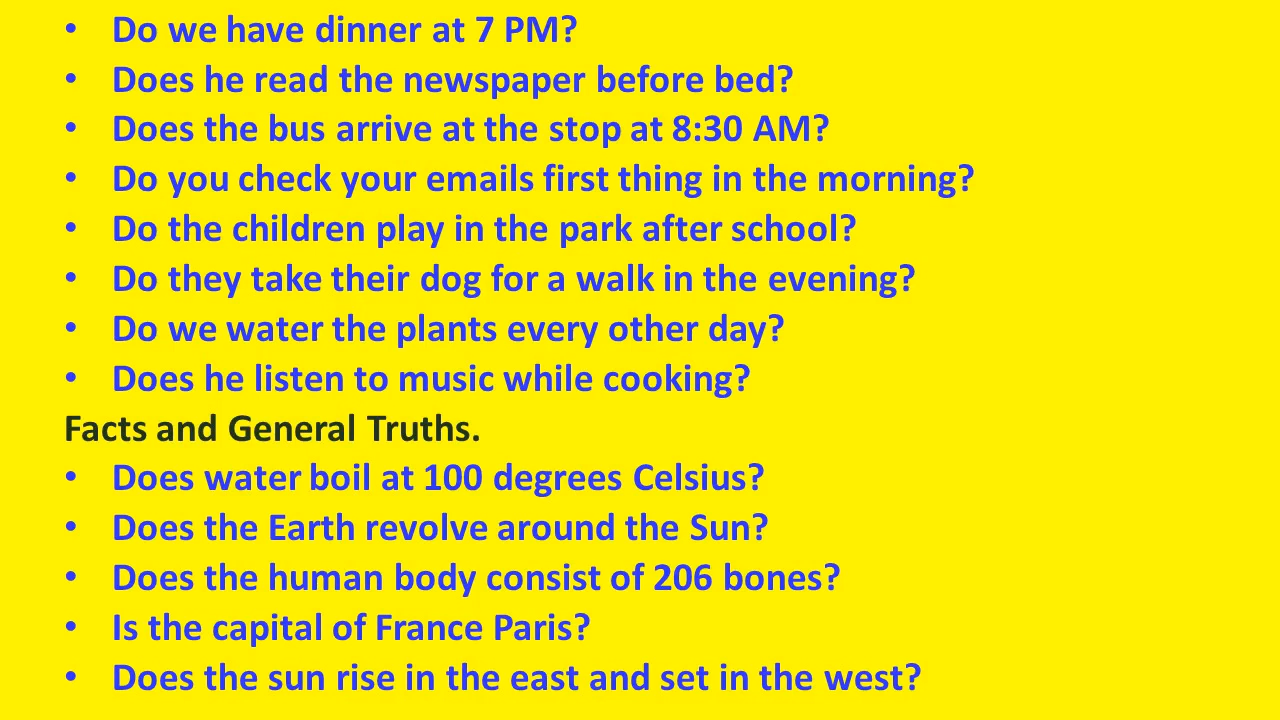 • Do we have dinner at 7 PM?
• Does he read the newspaper before bed?
• Does the bus arrive at the stop at 8:30 AM?
• Do you check your emails first thing in the morning?
• Do the children play in the park after school?
• Do they take their dog for a walk in the evening?
• Do we water the plants every other day?
• Does he listen to music while cooking?
Facts and General Truths.
• Does water boil at 100 degrees Celsius?
• Does the Earth revolve around the Sun?
• Does the human body consist of 206 bones?
• Is the capital of France Paris?
• Does the sun rise in the east and set in the west?